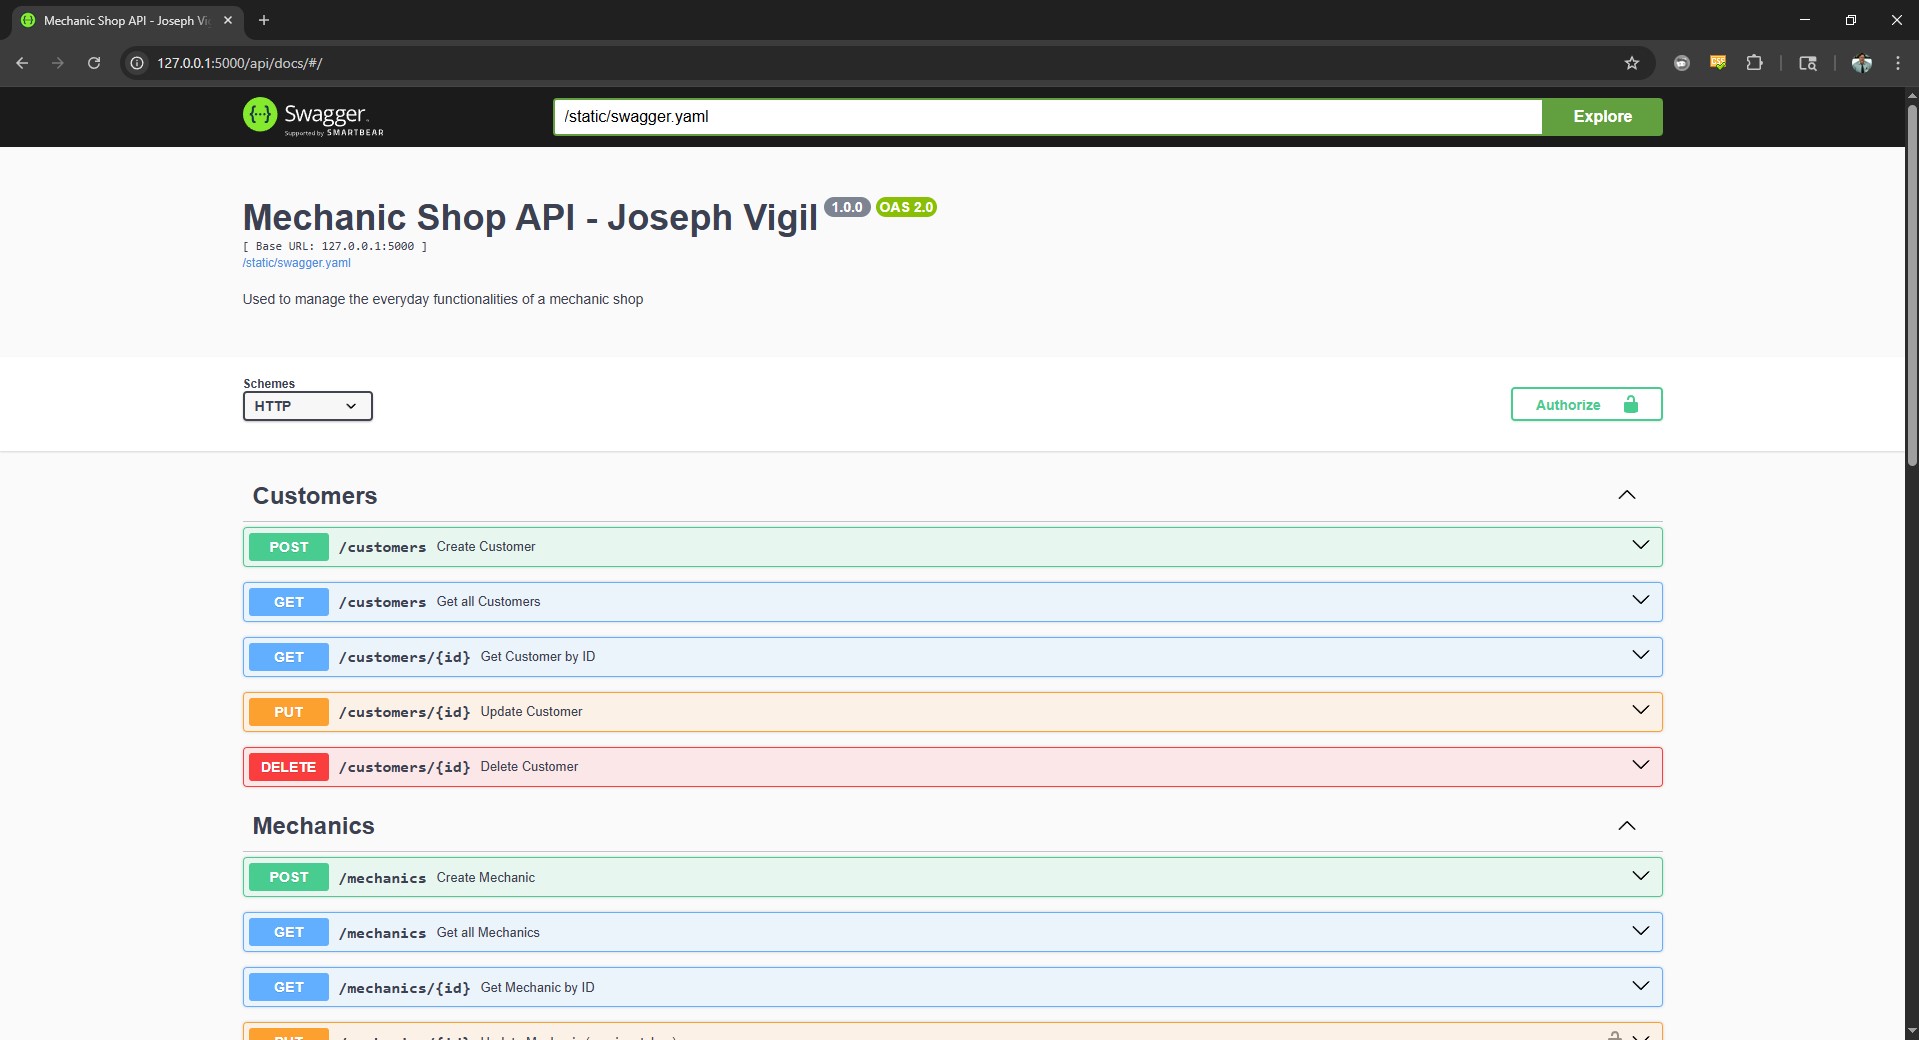 Mechanic Shop API - Joseph Vi
127.0.0.1:5000/api/docs/#/
Swagger
Supported by SMARTBEAR
/static/swagger.yaml
Explore
Mechanic Shop API - Joseph Vigil 1.0.0 OAS 2.0
[ Base URL: 127.0.0.1:5000 ]
/static/swagger.yaml
Used to manage the everyday functionalities of a mechanic shop
Schemes
HTTP
Authorize
Customers
POST /customers Create Customer
GET /customers Get all Customers
GET /customers/{id} Get Customer by ID
PUT /customers/{id} Update Customer
DELETE /customers/{id} Delete Customer
Mechanics
POST /mechanics Create Mechanic
GET /mechanics Get all Mechanics
GET /mechanics/{id} Get Mechanic by ID
PUT /mechanics/{id} Update Mechanic